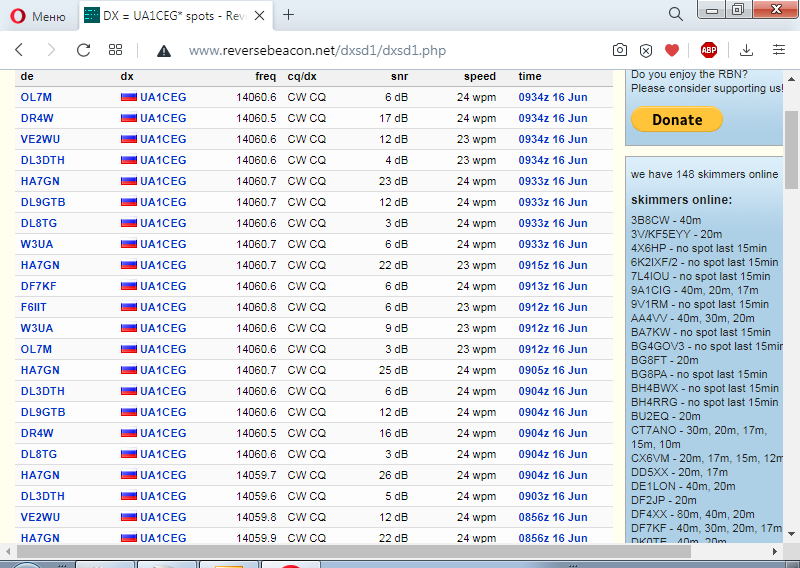 Меню
DX = UA1CEG* spots - Rev
www.reversebeacon.net/dxsd1/dxsd1.php
ABP
de dx freq cq/dx snr speed time
OL7M UA1CEG 14060.6 CW CQ 6 dB 24 wpm 0934z 16 Jun
DR4W UA1CEG 14060.5 CW CQ 17 dB 24 wpm 0934z 16 Jun
VE2WU UA1CEG 14060.6 CW CQ 12 dB 23 wpm 0934z 16 Jun
DL3DTH UA1CEG 14060.6 CW CQ 4 dB 23 wpm 0934z 16 Jun
HA7GN UA1CEG 14060.7 CW CQ 23 dB 24 wpm 0933z 16 Jun
DL9GTB UA1CEG 14060.7 CW CQ 12 dB 24 wpm 0933z 16 Jun
DL8TG UA1CEG 14060.6 CW CQ 3 dB 24 wpm 0933z 16 Jun
W3UA UA1CEG 14060.7 CW CQ 6 dB 24 wpm 0933z 16 Jun
HA7GN UA1CEG 14060.7 CW CQ 22 dB 23 wpm 0915z 16 Jun
DF7KF UA1CEG 14060.6 CW CQ 6 dB 24 wpm 0913z 16 Jun
F6IIT UA1CEG 14060.8 CW CQ 6 dB 23 wpm 0912z 16 Jun
W3UA UA1CEG 14060.6 CW CQ 9 dB 23 wpm 0912z 16 Jun
OL7M UA1CEG 14060.6 CW CQ 3 dB 23 wpm 0912z 16 Jun
HA7GN UA1CEG 14060.7 CW CQ 25 dB 24 wpm 0905z 16 Jun
DL3DTH UA1CEG 14060.6 CW CQ 6 dB 24 wpm 0904z 16 Jun
DL9GTB UA1CEG 14060.6 CW CQ 12 dB 24 wpm 0904z 16 Jun
DR4W UA1CEG 14060.5 CW CQ 16 dB 24 wpm 0904z 16 Jun
DL8TG UA1CEG 14060.6 CW CQ 3 dB 24 wpm 0904z 16 Jun
HA7GN UA1CEG 14059.7 CW CQ 26 dB 24 wpm 0904z 16 Jun
DL3DTH UA1CEG 14059.6 CW CQ 5 dB 24 wpm 0903z 16 Jun
VE2WU UA1CEG 14059.8 CW CQ 12 dB 24 wpm 0856z 16 Jun
HA7GN UA1CEG 14059.9 CW CQ 22 dB 24 wpm 0856z 16 Jun
Do you enjoy the RBN?
Please consider supporting us!
Donate
we have 148 skimmers online
skimmers online:
3B8CW - 40m
3V/KF5EYY - 20m
4X6HP - no spot last 15min
6K2IXF/2 - no spot last 15min
7L4IOU - no spot last 15min
9A1CIG - 40m, 20m, 17m
9V1RM - no spot last 15min
AA4VV - 40m, 30m, 20m
BA7KW - no spot last 15min
BG4GOV3 - no spot last 15min
BG8FT - 20m
BG8PA - no spot last 15min
BH4BWX - no spot last 15min
BH4RRG - no spot last 15min
BU2EQ - 20m
CT7ANO - 30m, 20m, 17m,
15m, 10m
CX6VM - 20m, 17m, 15m, 12m
DD5XX - 20m, 17m
DE1LON - 40m, 20m
DF2JP - 20m
DF4XX - 80m, 40m, 20m
DF7KF - 40m, 30m, 20m, 17m
DK0TE - 40m, 20m